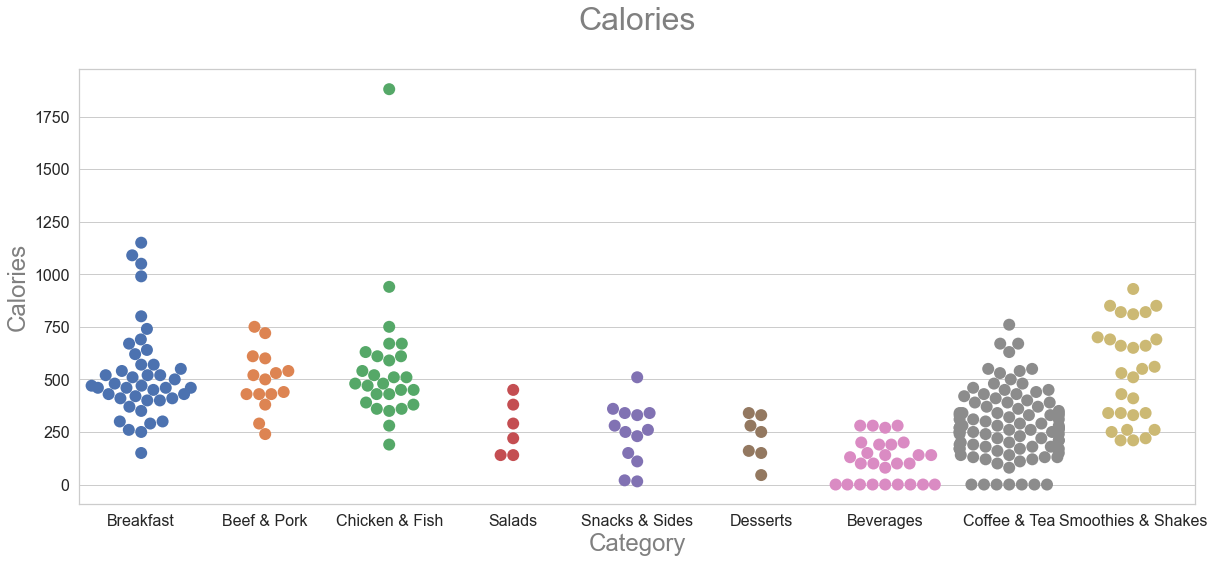 Calories
Calories
1750
1500
1250
1000
750
500
250
0
Breakfast Beef & Pork Chicken & Fish Salads Snacks & Sides Desserts Beverages Coffee & Tea Smoothies & Shakes
Category